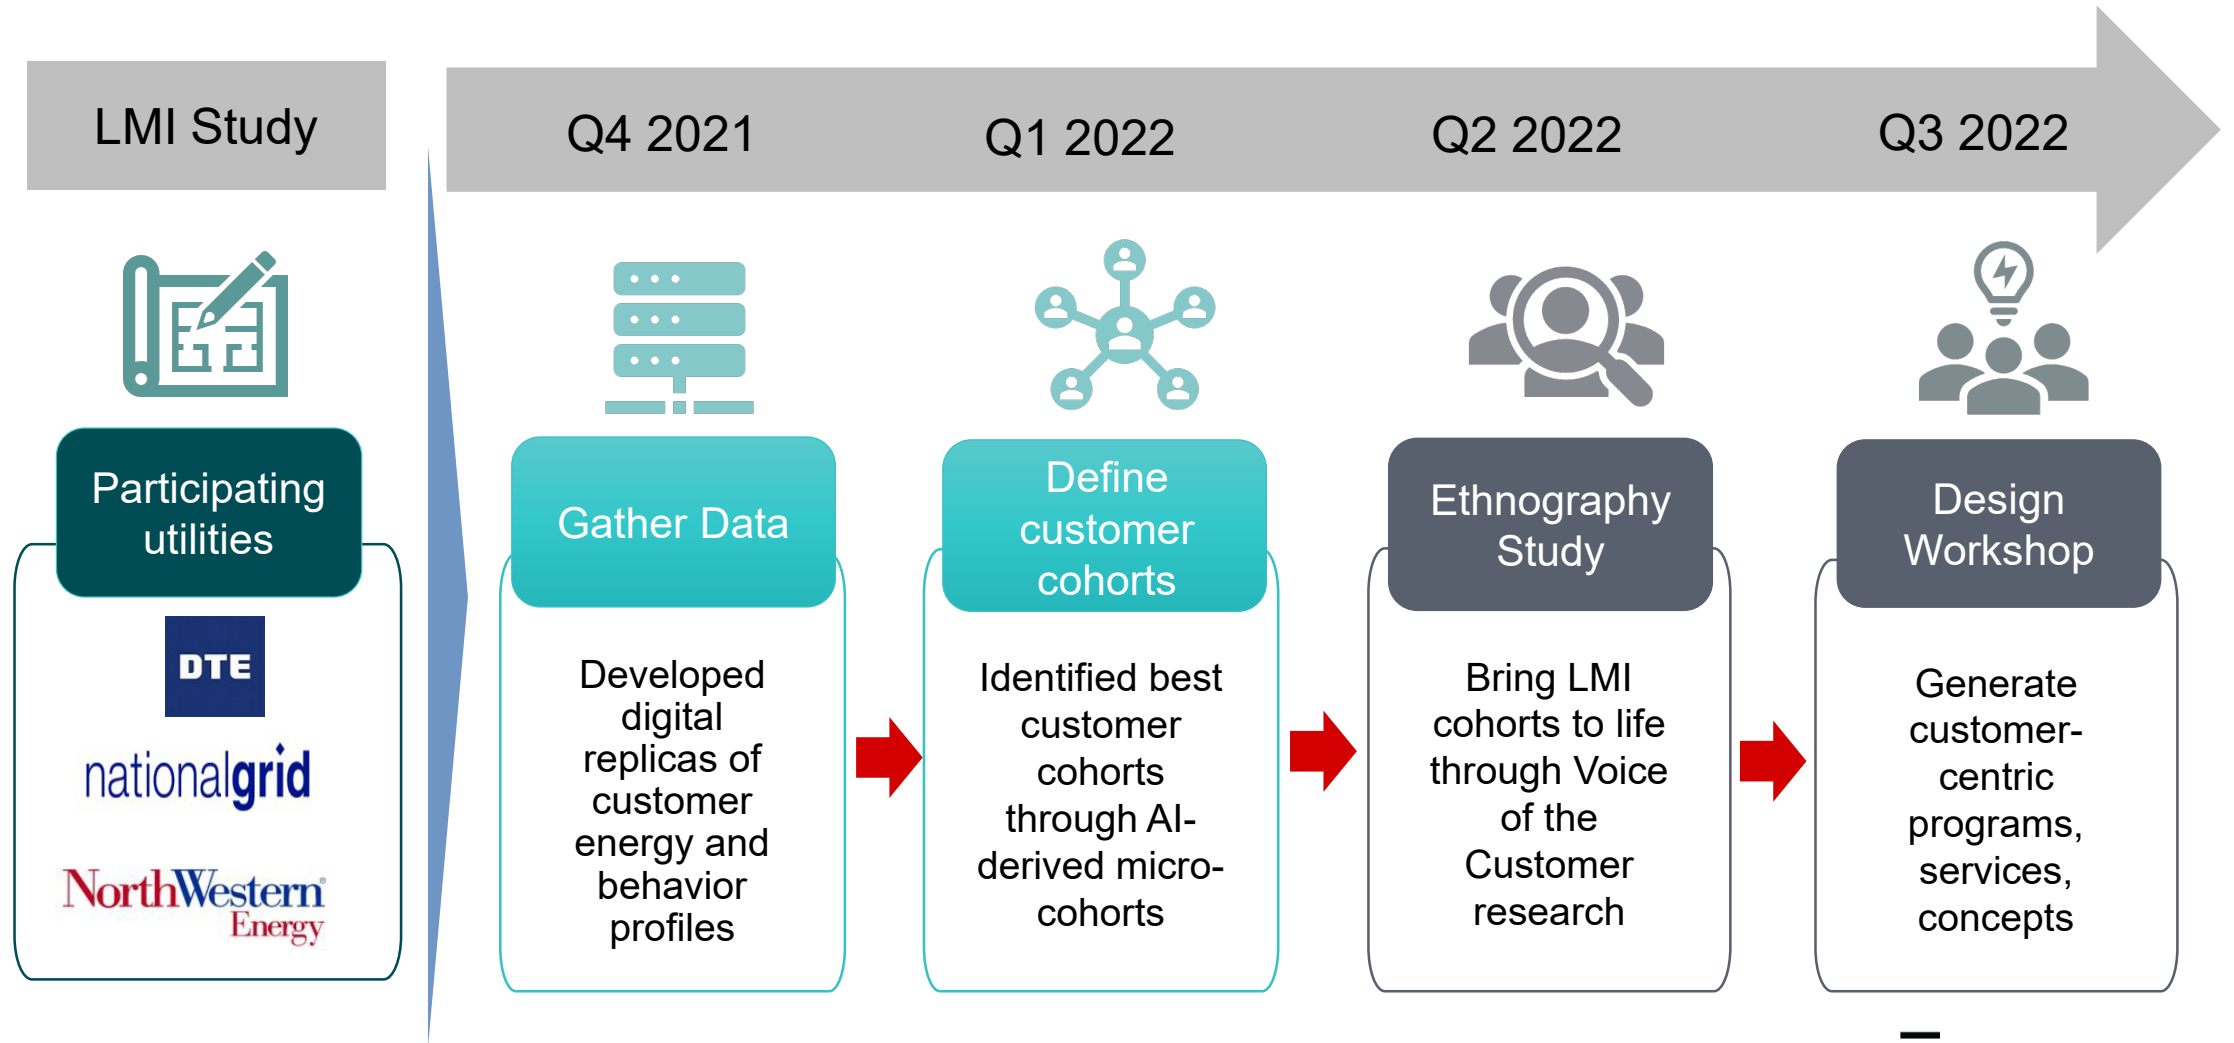 LMI Study
Q4 2021
Q1 2022
Q2 2022
Q3 2022
Participating
utilities
DTE
nationalgrid
NorthWestern®
Energy
Gather Data
Developed
digital
replicas of
customer
energy and
behavior
profiles
Define
customer
cohorts
Identified best
customer
cohorts
through AI-
derived micro-
cohorts
Ethnography
Study
Bring LMI
cohorts to life
through Voice
of the
Customer
research
Design
Workshop
Generate
customer-
centric
programs,
services,
concepts